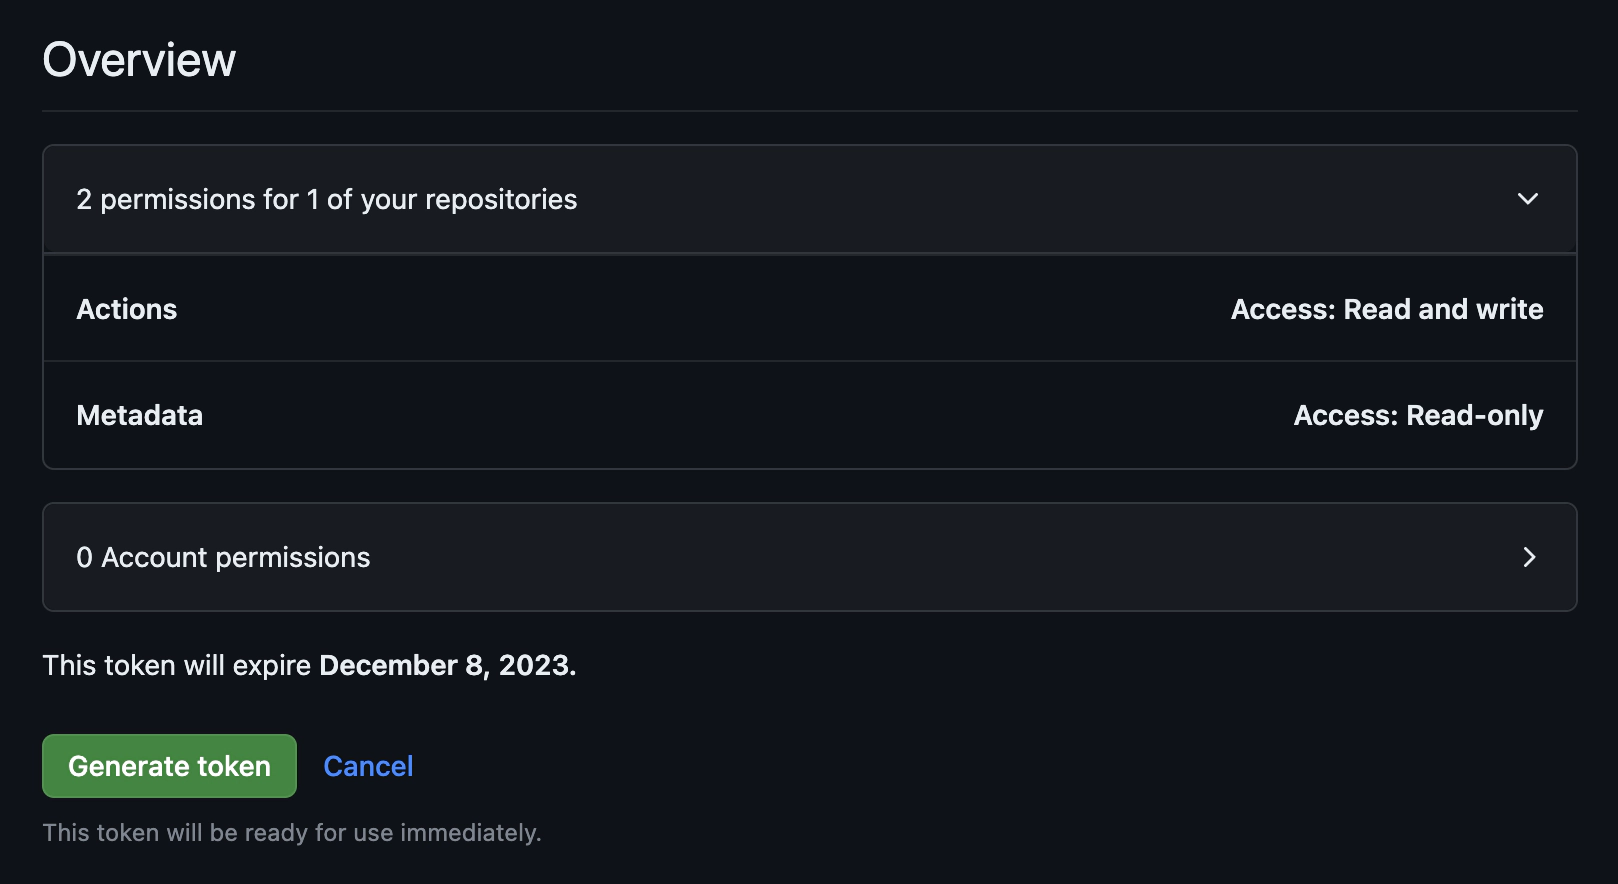 Overview
2 permissions for 1 of your repositories
Actions Access: Read and write
Metadata Access: Read-only
0 Account permissions
This token will expire December 8, 2023.
Generate token Cancel
This token will be ready for use immediately.